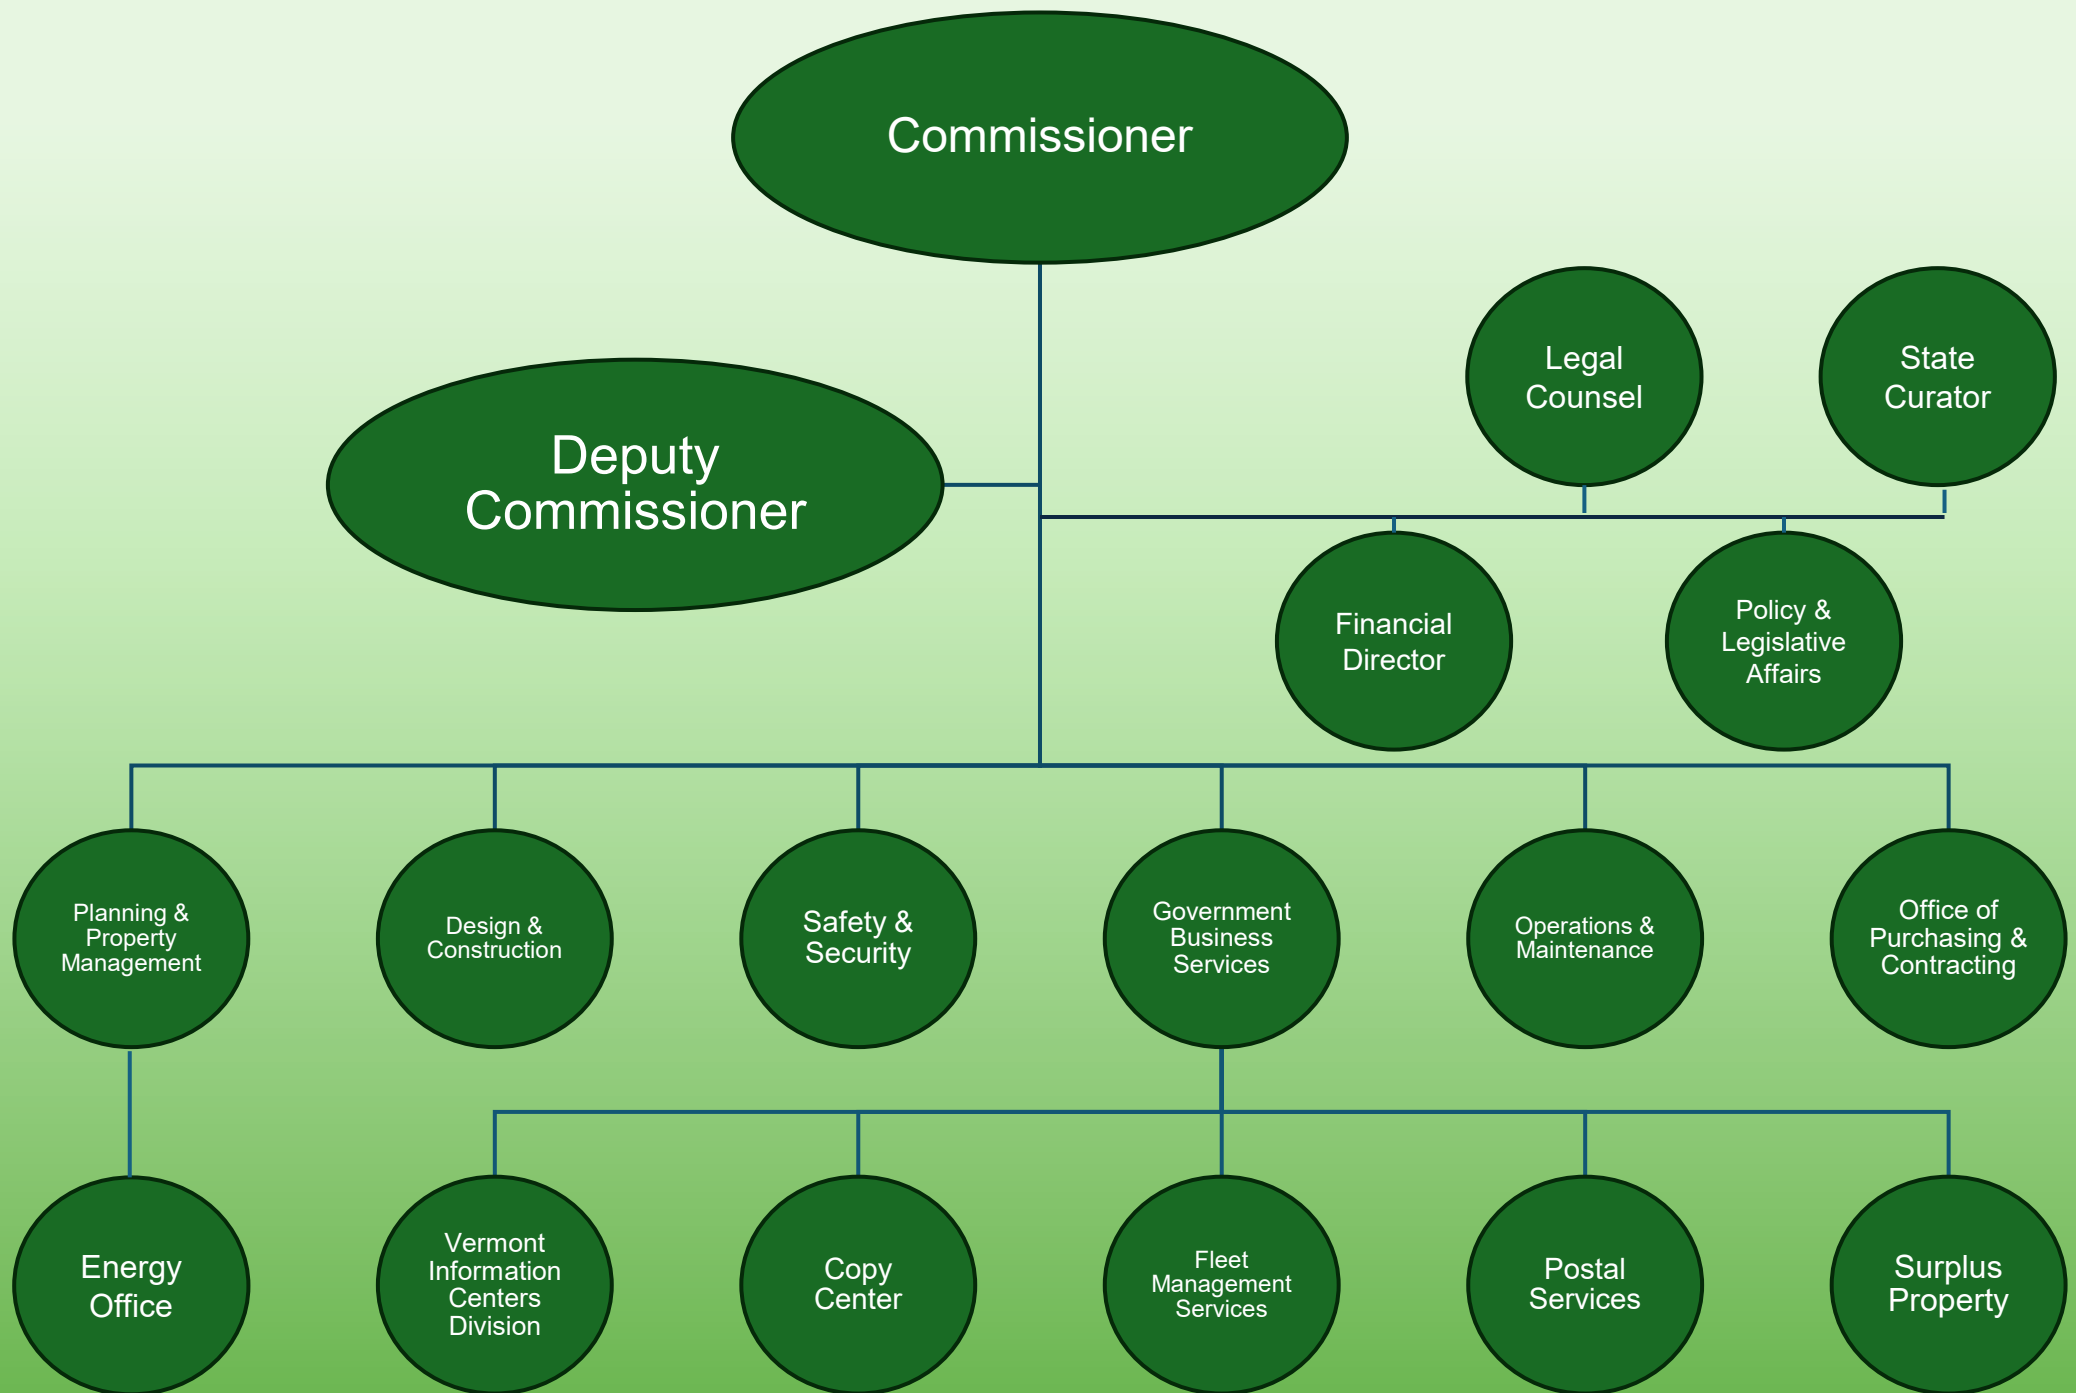 Commissioner
Legal
Counsel
State
Curator
Deputy
Commissioner
Financial
Director
Policy &
Legislative
Affairs
Planning &
Property
Management
Design &
Construction
Safety &
Security
Government
Business
Services
Operations &
Maintenance
Office of
Purchasing &
Contracting
Energy
Office
Vermont
Information
Centers
Division
Copy
Center
Fleet
Management
Services
Postal
Services
Surplus
Property